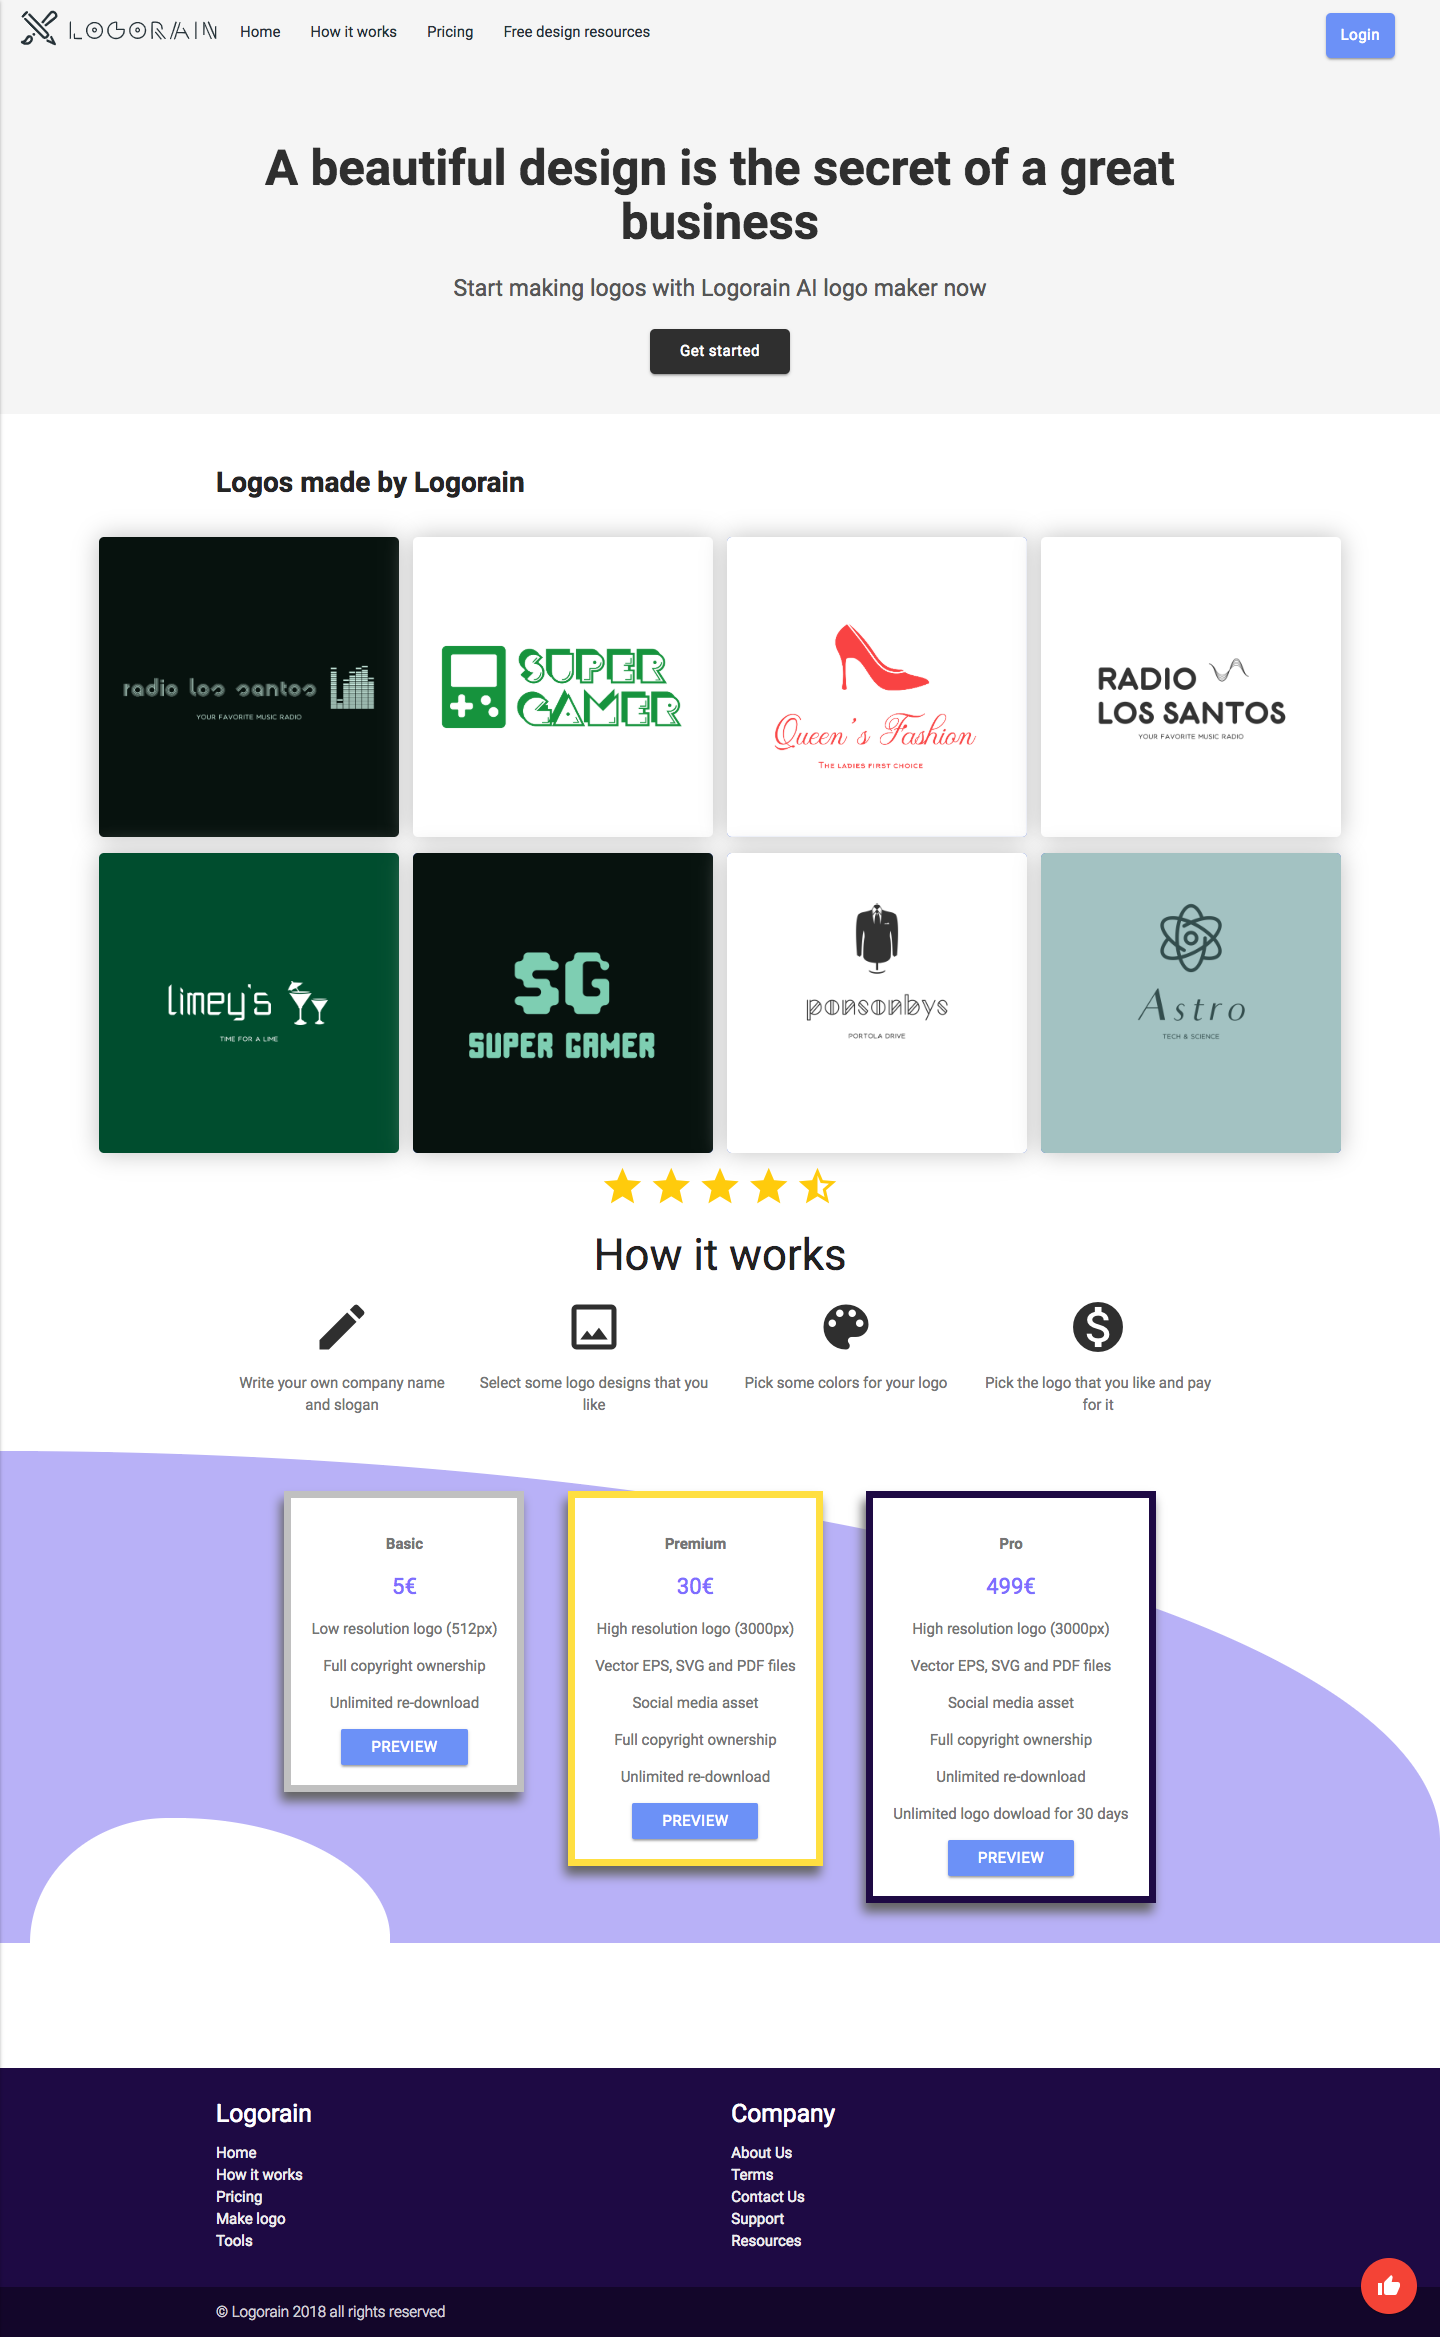 LOGORAIN
Home
How it works
Pricing
Free design resources
Login
A beautiful design is the secret of a great
business
Start making logos with Logorain AI logo maker now
Get started
Logos made by Logorain
radio los santos
YOUR FAVORITE MUSIC RADIO
SUPER
GAMER
Queen's Fashion
The ladies first choice
RADIO
LOS SANTOS
YOUR FAVORITE MUSIC RADIO
limey's
TIME FOR A LIME
SG
SUPER GAMER
ponsonbys
PORTOLA DRIVE
Astro
TECH & SCIENCE
How it works
Write your own company name
and slogan
Select some logo designs that you
like
Pick some colors for your logo
Pick the logo that you like and pay
for it
Basic
5€
Low resolution logo (512px)
Full copyright ownership
Unlimited re-download
PREVIEW
Premium
30€
High resolution logo (3000px)
Vector EPS, SVG and PDF files
Social media asset
Full copyright ownership
Unlimited re-download
PREVIEW
Pro
499€
High resolution logo (3000px)
Vector EPS, SVG and PDF files
Social media asset
Full copyright ownership
Unlimited re-download
Unlimited logo dowload for 30 days
PREVIEW
Logorain
Home
How it works
Pricing
Make logo
Tools
Company
About Us
Terms
Contact Us
Support
Resources
© Logorain 2018 all rights reserved